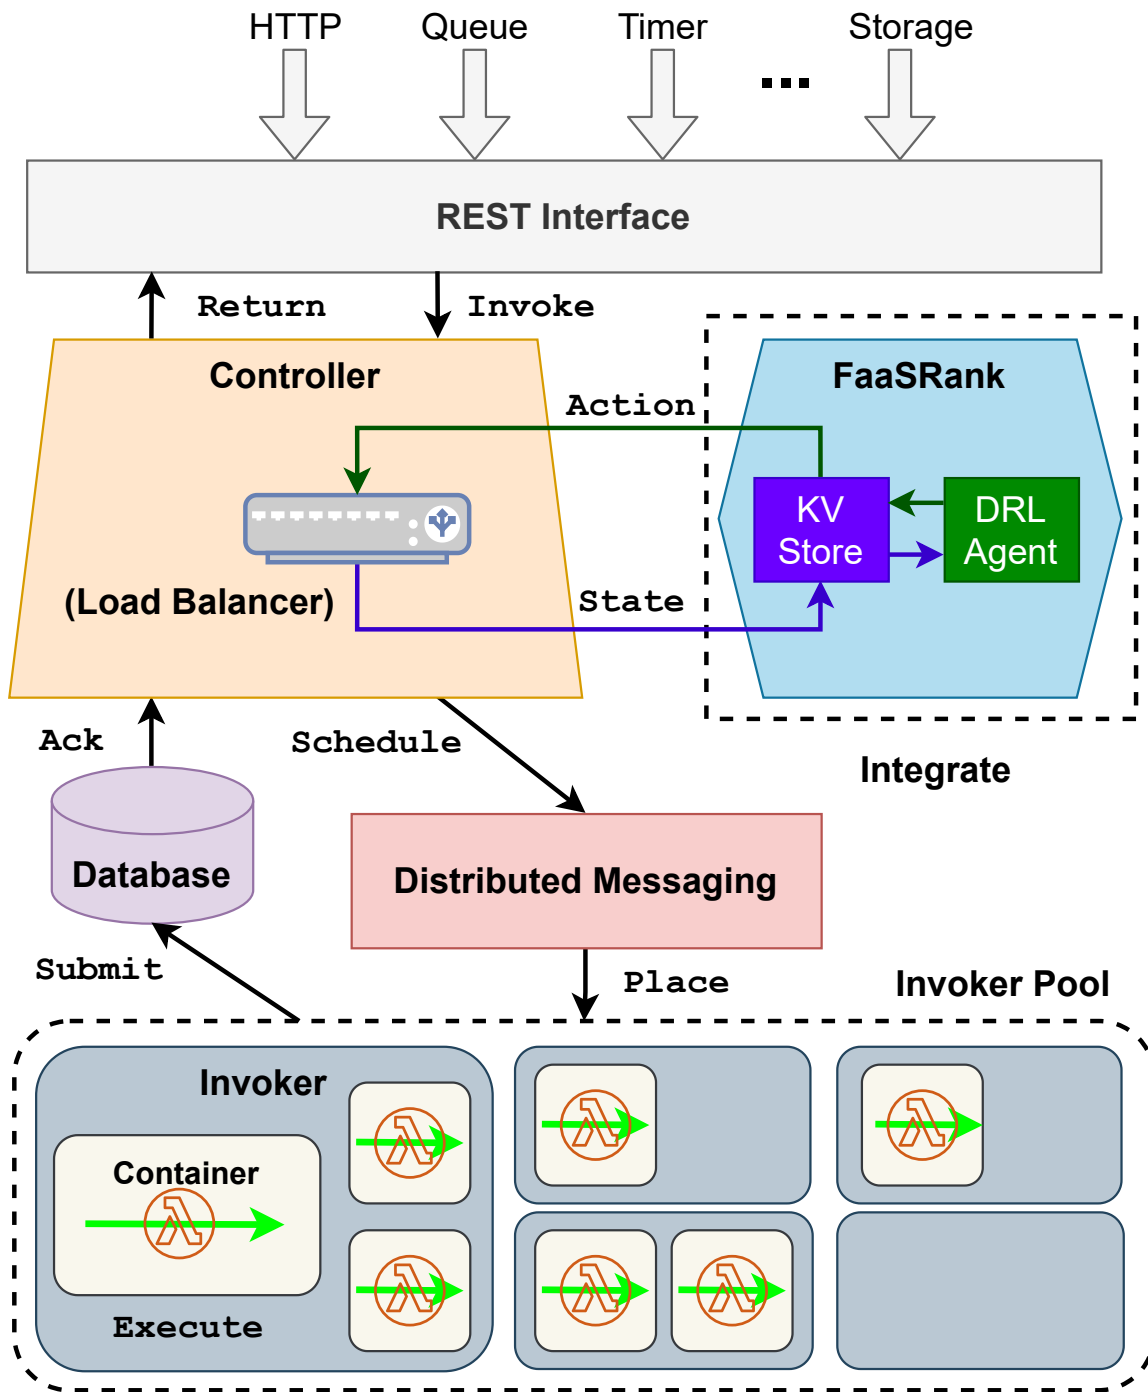 HTTP
Queue
Timer
...
Storage
REST Interface
Return
Invoke
Controller
Action
FaaSRank
KV
Store
DRL
Agent
(Load Balancer)
State
Ack
Schedule
Integrate
Database
Distributed Messaging
Submit
Place
Invoker Pool
Invoker
Container
Execute